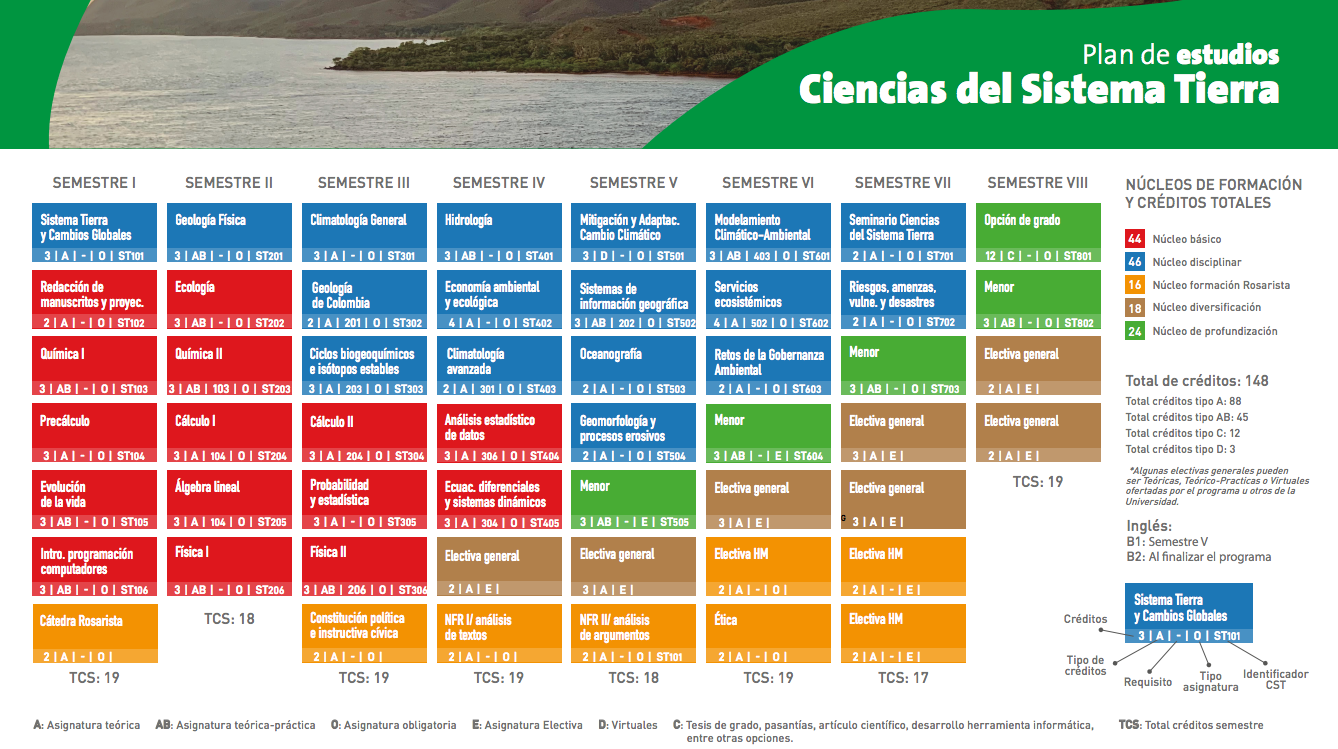 Plan de estudios
Ciencias del Sistema Tierra
SEMESTRE I
Sistema Tierra
y Cambios Globales
3 | A | - | O | ST101
Redacción de
manuscritos y proyec.
2 | A | - | O | ST102
Química I
3 | AB | - | O | ST103
Precálculo
3 | A | - | O | ST104
Evolución
de la vida
3 | AB | - | O | ST105
Intro. programación
computadores
3 | AB | - | O | ST106
Cátedra Rosarista
2 | A | - | O |
TCS: 19
SEMESTRE II
Geología Física
3 | AB | - | O | ST201
Ecología
3 | AB | - | O | ST202
Química II
3 | AB | 103 | O | ST203
Cálculo I
3 | A | 104 | O | ST204
Álgebra lineal
3 | A | 104 | O | ST205
Física I
3 | AB | - | O | ST206
TCS: 18
SEMESTRE III
Climatología General
3 | A | - | O | ST301
Geología
de Colombia
2 | A | 201 | O | ST302
Ciclos biogeoquímicos
e isótopos estables
3 | A | 203 | O | ST303
Cálculo II
3 | A | 204 | O | ST304
Probabilidad
y estadística
3 | A | - | O | ST305
Física II
3 | AB | 206 | O | ST306
Constitución política
e instructiva cívica
2 | A | - | O |
TCS: 19
SEMESTRE IV
Hidrología
3 | AB | - | O | ST401
Economía ambiental
y ecológica
4 | A | - | O | ST402
Climatología
avanzada
2 | A | 301 | O | ST403
Análisis estadístico
de datos
3 | A | 306 | O | ST404
Ecuac. diferenciales
y sistemas dinámicos
3 | A | 304 | O | ST405
Electiva general
2 | A | E |
NFR I/ análisis
de textos
2 | A | - | O |
TCS: 19
SEMESTRE V
Mitigación y Adaptac.
Cambio Climático
3 | D | - | O | ST501
Sistemas de
información geográfica
3 | AB | 202 | O | ST502
Oceanografía
2 | A | - | O | ST503
Geomorfología y
procesos erosivos
2 | A | - | O | ST504
Menor
3 | AB | - | E | ST505
Electiva general
3 | A | E |
NFR II/ análisis
de argumentos
2 | A | - | O | ST101
TCS: 18
SEMESTRE VI
Modelamiento
Climático-Ambiental
3 | AB | 403 | O | ST601
Servicios
ecosistémicos
4 | A | 502 | O | ST602
Retos de la Gobernanza
Ambiental
2 | A | - | O | ST603
Menor
3 | AB | - | E | ST604
Electiva general
3 | A | E |
Electiva HM
2 | A | - | O |
Ética
2 | A | - | O |
TCS: 19
SEMESTRE VII
Seminario Ciencias
del Sistema Tierra
2 | A | - | O | ST701
Riesgos, amenzas,
vulne. y desastres
2 | A | - | O | ST702
Menor
3 | AB | - | O | ST703
Electiva general
3 | A | E |
Electiva general
G 3 | A | E |
Electiva HM
2 | A | - | O |
Electiva HM
2 | A | - | E |
TCS: 17
SEMESTRE VIII
Opción de grado
12 | C | - | O | ST801
Menor
3 | AB | - | O | ST802
Electiva general
2 | A | E |
Electiva general
2 | A | E |
TCS: 19
NÚCLEOS DE FORMACIÓN
Y CRÉDITOS TOTALES
44 Núcleo básico
46 Núcleo disciplinar
16 Núcleo formación Rosarista
18 Núcleo diversificación
24 Núcleo de profundización
Total de créditos: 148
Total créditos tipo A: 88
Total créditos tipo AB: 45
Total créditos tipo C: 12
Total créditos tipo D: 3
*Algunas electivas generales pueden
ser Teóricas, Teórico-Practicas o Virtuales
ofertadas por el programa u otros de la
Universidad.
Inglés:
B1: Semestre V
B2: Al finalizar el programa
Sistema Tierra
y Cambios Globales
3 | A | - | O | ST101
Créditos
Tipo de
créditos
Requisito
Tipo
asignatura
Identificador
CST
A: Asignatura teórica AB: Asignatura teórica-práctica O: Asignatura obligatoria E: Asignatura Electiva D: Virtuales C: Tesis de grado, pasantías, artículo científico, desarrollo herramienta informática, TCS: Total créditos semestre
entre otras opciones.